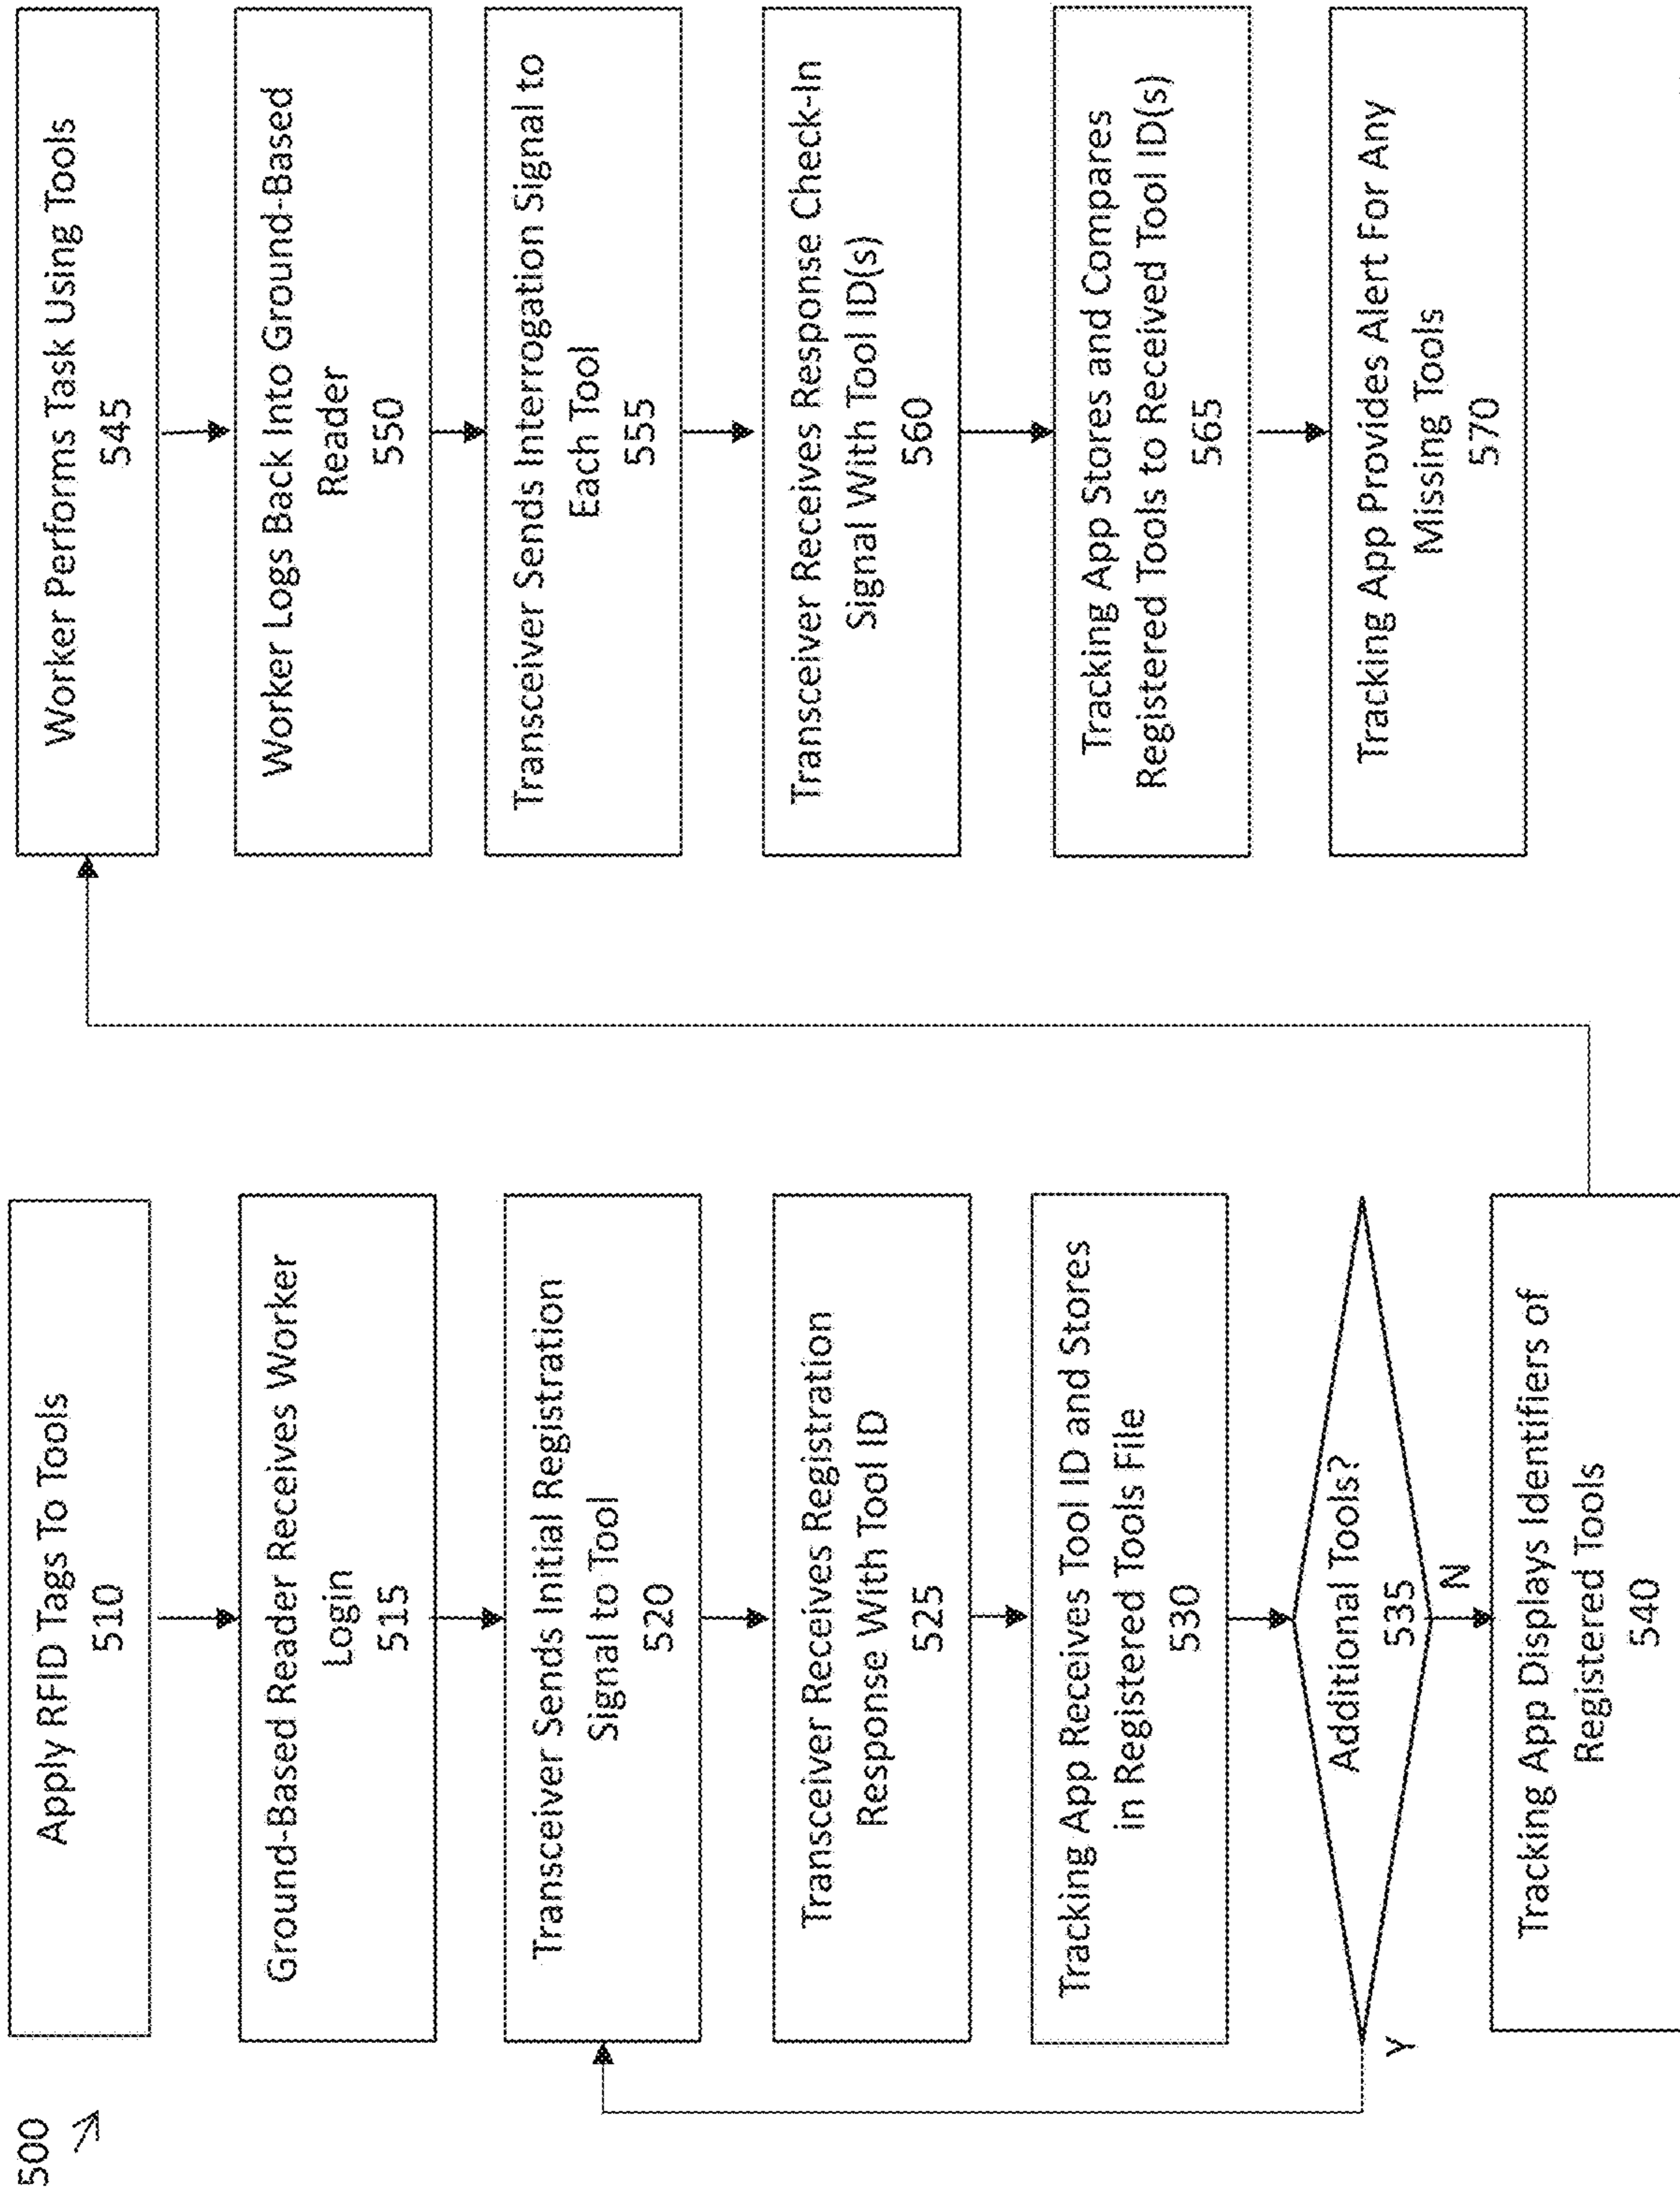 500
Apply RFID Tags To Tools
510
Ground-Based Reader Receives Worker
Login
515
Transceiver Sends Initial Registration
Signal to Tool
520
Transceiver Receives Registration
Response With Tool ID
525
Tracking App Receives Tool ID and Stores
in Registered Tools File
530
Additional Tools?
535
Y
N
Tracking App Displays Identifiers of
Registered Tools
540
Worker Performs Task Using Tools
545
Worker Logs Back Into Ground-Based
Reader
550
Transceiver Sends Interrogation Signal to
Each Tool
555
Transceiver Receives Response Check-In
Signal With Tool ID(s)
560
Tracking App Stores and Compares
Registered Tools to Received Tool ID(s)
565
Tracking App Provides Alert For Any
Missing Tools
570